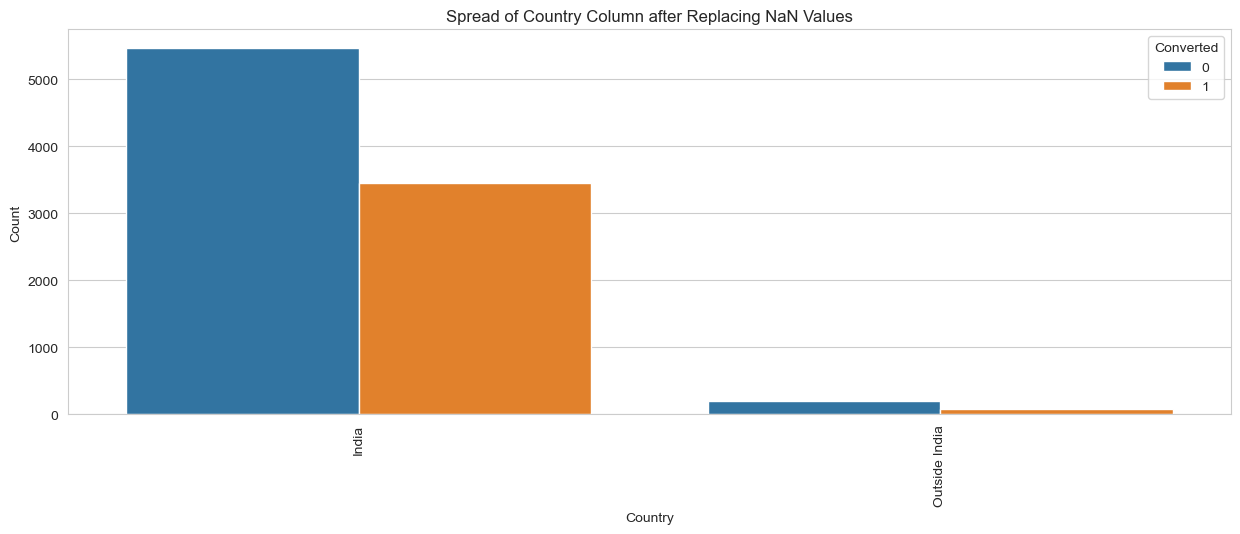 Spread of Country Column after Replacing NaN Values
Converted
0
1
5000
4000
3000
2000
1000
0
Count
India
Outside India
Country